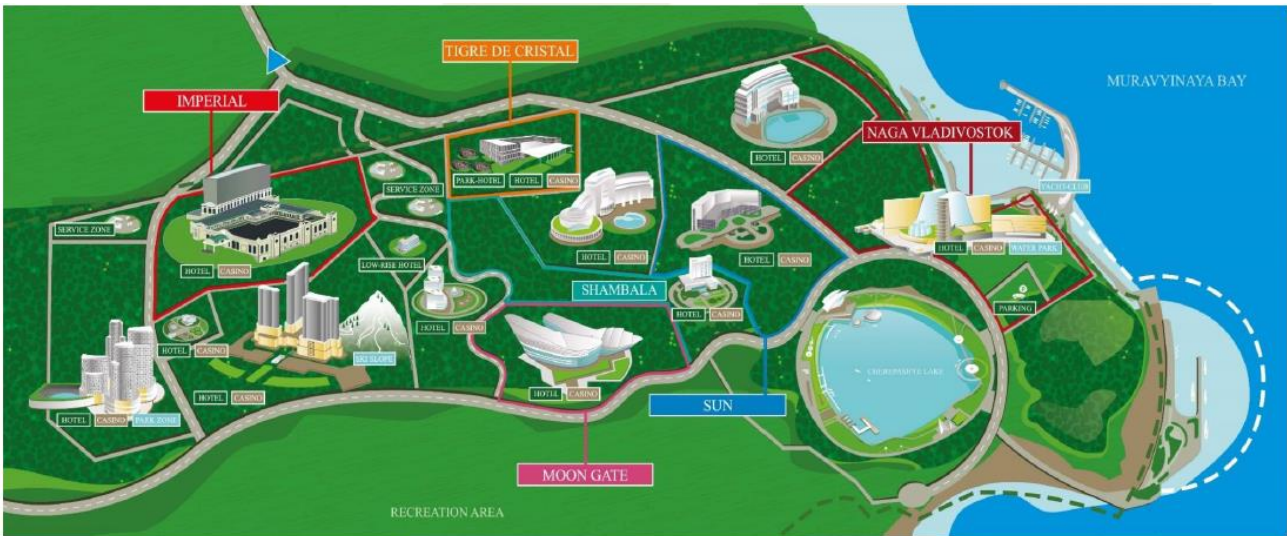 TIGRE DE CRISTAL
MURAVYINAYA BAY
IMPERIAL
NAGA VLADIVOSTOK
HOTEL CASINO
PARK-HOTEL HOTEL CASINO
SERVICE ZONE
YACHT-CLUB
SERVICE ZONE
HOTEL CASINO WATER PARK
HOTEL CASINO
HOTEL CASINO
LOW-RISE HOTEL
HOTEL CASINO
SHAMBALA
PARKING
HOTEL CASINO
HOTEL CASINO
HOTEL CASINO
SKI SLOPE
LAKE
HOTEL CASINO
HOTEL CASINO
SUN
HOTEL CASINO PARK ZONE
MOON GATE
RECREATION AREA